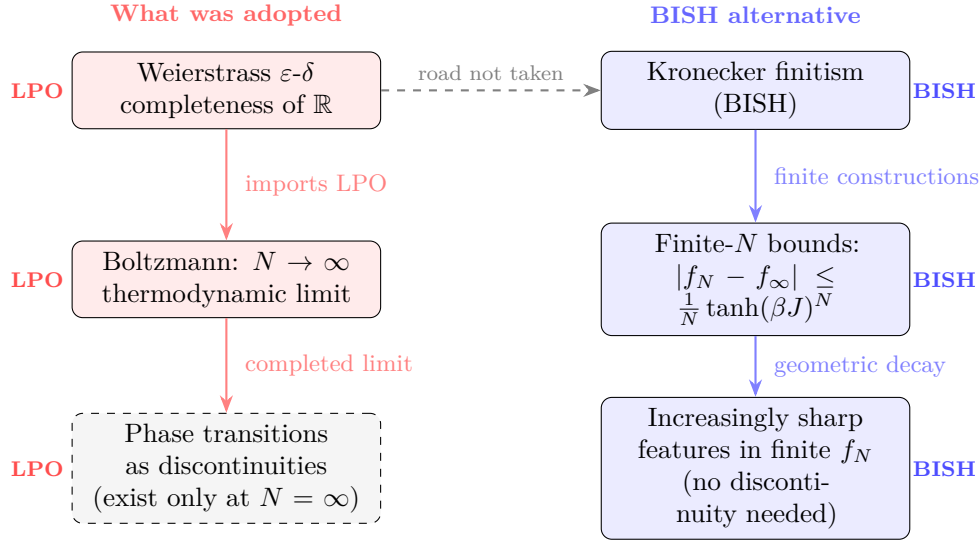 What was adopted
BISH alternative
LPO
Weierstrass ε-δ
completeness of ℝ
road not taken
Kronecker finitism
(BISH)
BISH
imports LPO
finite constructions
LPO
Boltzmann: N → ∞
thermodynamic limit
Finite-N bounds:
|f_N − f_∞| ≤
1/N tanh(βJ)^N
BISH
completed limit
geometric decay
LPO
Phase transitions
as discontinuities
(exist only at N = ∞)
Increasingly sharp
features in finite f_N
(no disconti-
nuity needed)
BISH